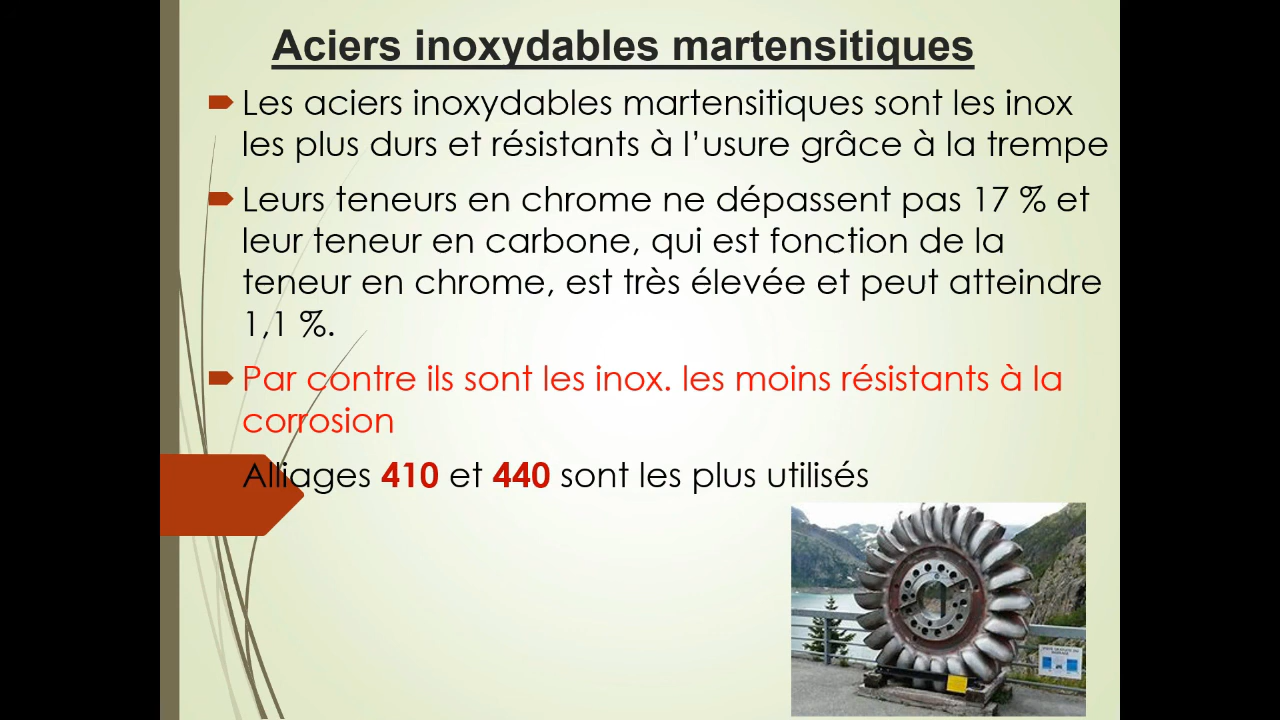 Aciers inoxydables martensitiques
Les aciers inoxydables martensitiques sont les inox
les plus durs et résistants à l’usure grâce à la trempe
Leurs teneurs en chrome ne dépassent pas 17 % et
leur teneur en carbone, qui est fonction de la
teneur en chrome, est très élevée et peut atteindre
1,1 %.
Par contre ils sont les inox. les moins résistants à la
corrosion
Alliages 410 et 440 sont les plus utilisés